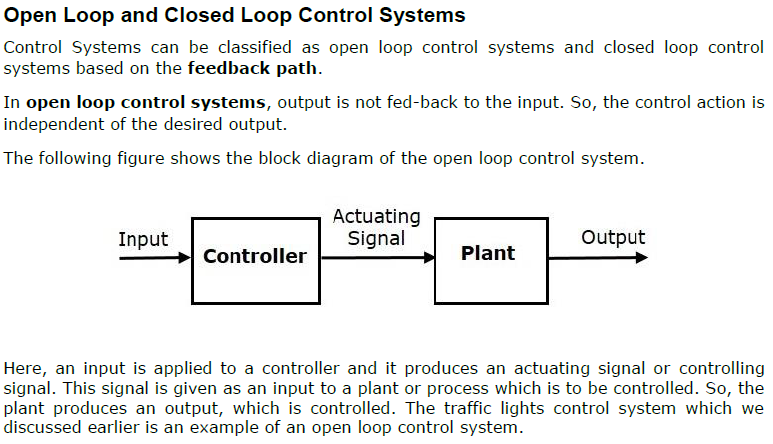 Open Loop and Closed Loop Control Systems
Control Systems can be classified as open loop control systems and closed loop control
systems based on the feedback path.
In open loop control systems, output is not fed-back to the input. So, the control action is
independent of the desired output.
The following figure shows the block diagram of the open loop control system.
Input
Controller
Actuating
Signal
Plant
Output
Here, an input is applied to a controller and it produces an actuating signal or controlling
signal. This signal is given as an input to a plant or process which is to be controlled. So, the
plant produces an output, which is controlled. The traffic lights control system which we
discussed earlier is an example of an open loop control system.